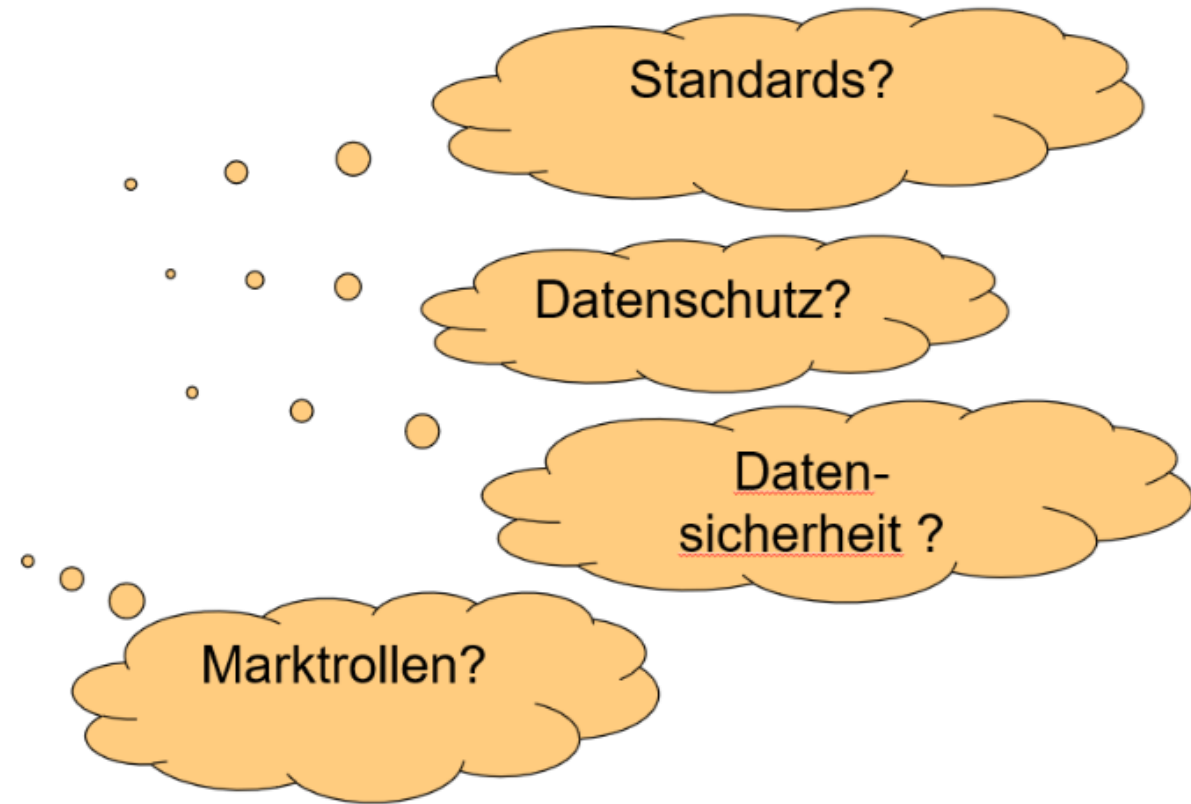 Standards?
Datenschutz?
Daten-
sicherheit ?
Marktrollen?